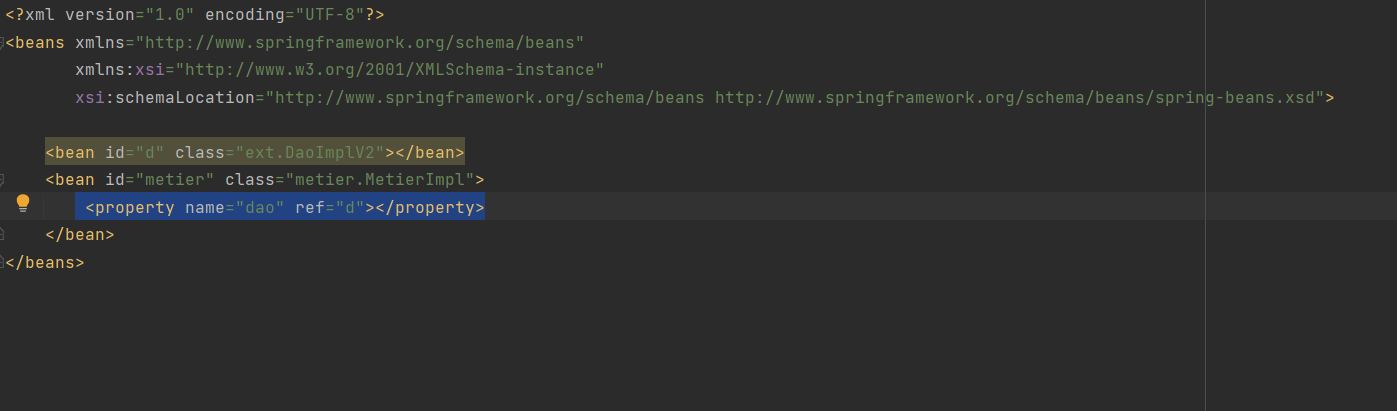 <?xml version="1.0" encoding="UTF-8"?>
<beans xmlns="http://www.springframework.org/schema/beans"
       xmlns:xsi="http://www.w3.org/2001/XMLSchema-instance"
       xsi:schemaLocation="http://www.springframework.org/schema/beans http://www.springframework.org/schema/beans/spring-beans.xsd">
    <bean id="d" class="ext.DaoImplV2"></bean>
    <bean id="metier" class="metier.MetierImpl">
        <property name="dao" ref="d"></property>
    </bean>
</beans>